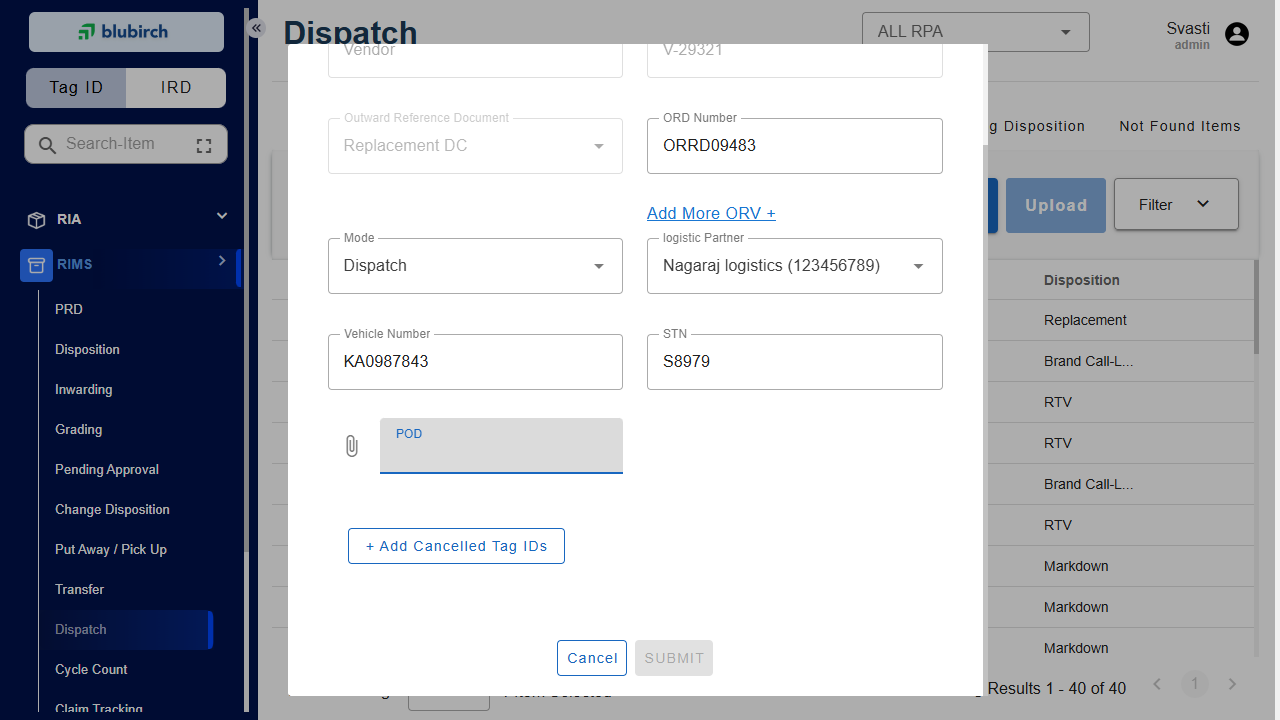 blubirch
Dispatch
ALL RPA
Svasti
admin
Tag ID
IRD
Search-Item
RIA
RIMS
PRD
Disposition
Inwarding
Grading
Pending Approval
Change Disposition
Put Away / Pick Up
Transfer
Dispatch
Cycle Count
Claim Tracking
Vendor
V-29321
Outward Reference Document
Replacement DC
ORD Number
ORRD09483
Add More ORV +
Mode
Dispatch
logistic Partner
Nagaraj logistics (123456789)
Vehicle Number
KA0987843
STN
S8979
POD
+ Add Cancelled Tag IDs
Cancel
SUBMIT
g Disposition
Not Found Items
Upload
Filter
Disposition
Replacement
Brand Call-L...
RTV
RTV
Brand Call-L...
RTV
Markdown
Markdown
Markdown
Results 1 - 40 of 40
1